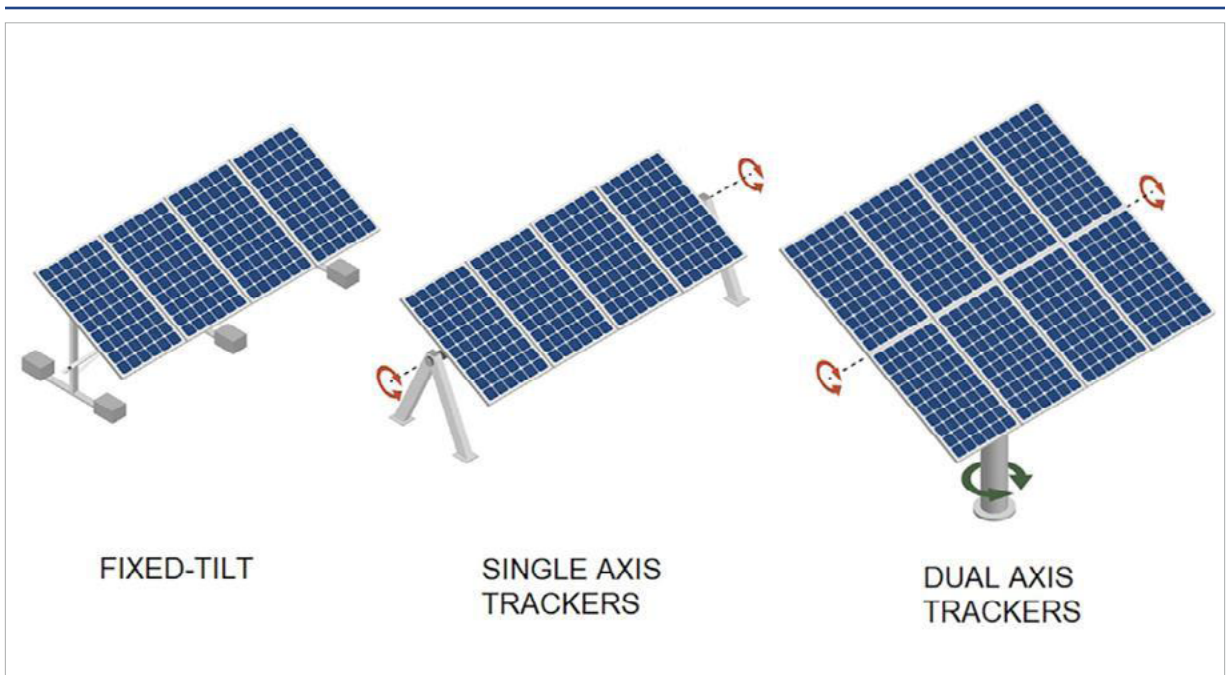 FIXED-TILT
SINGLE AXIS
TRACKERS
DUAL AXIS
TRACKERS